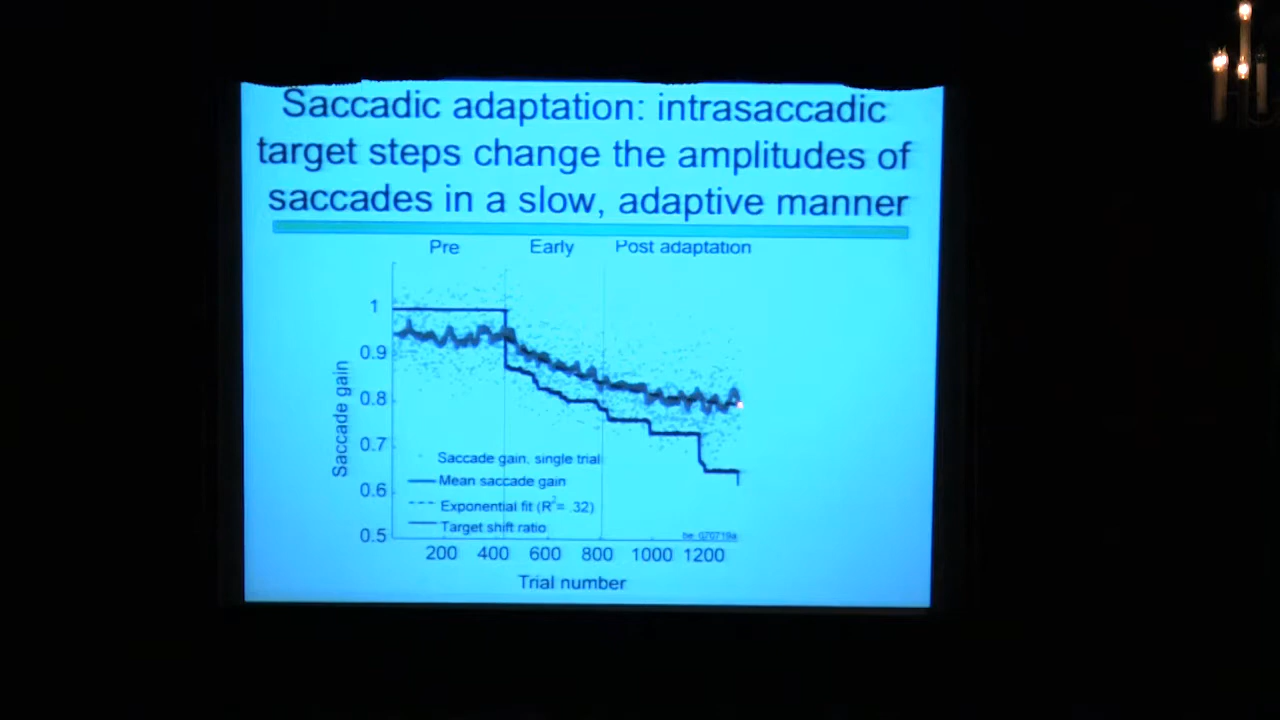 Saccadic adaptation: intrasaccadic
target steps change the amplitudes of
saccades in a slow, adaptive manner
Pre Early Post adaptation
1
0.9
0.8
0.7
0.6
0.5
Saccade gain
Saccade gain, single trial
Mean saccade gain
Exponential fit (R²= .32)
Target shift ratio
200 400 600 800 1000 1200
Trial number